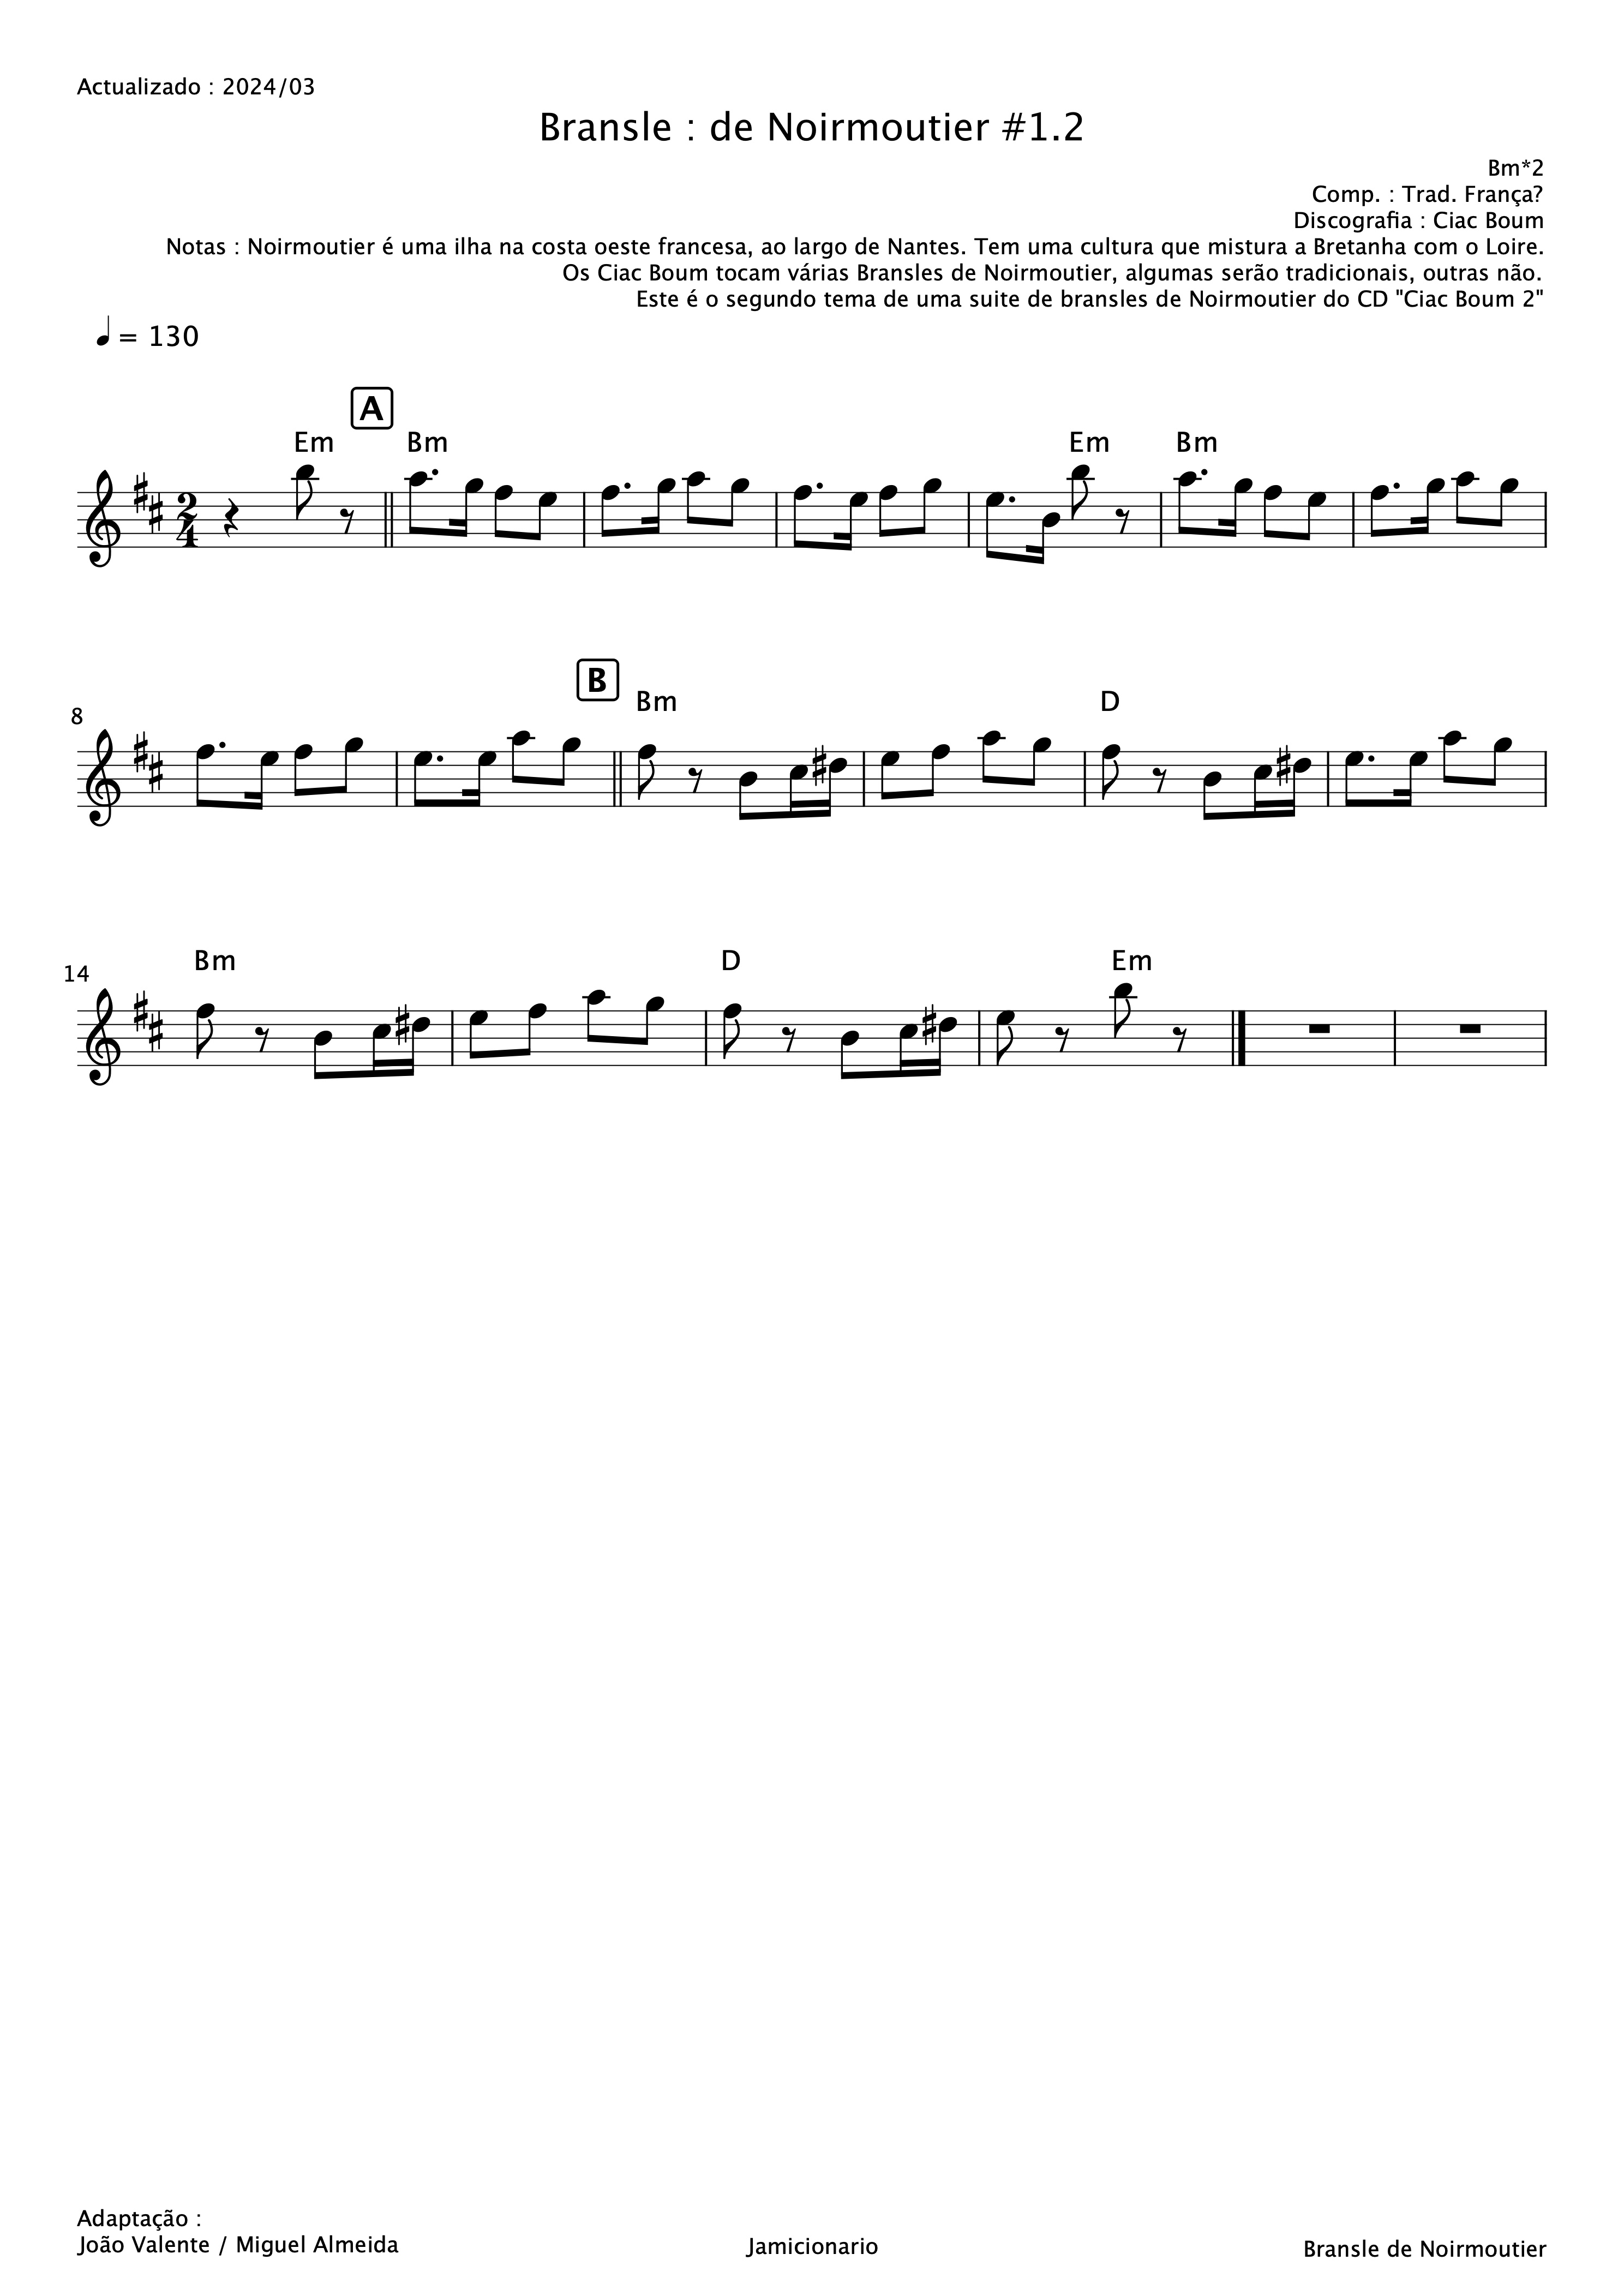 Actualizado : 2024/03
Bransle : de Noirmoutier #1.2
Bm*2
Comp. : Trad. França?
Discografia : Ciac Boum
Notas : Noirmoutier é uma ilha na costa oeste francesa, ao largo de Nantes. Tem uma cultura que mistura a Bretanha com o Loire.
Os Ciac Boum tocam várias Bransles de Noirmoutier, algumas serão tradicionais, outras não.
Este é o segundo tema de uma suite de bransles de Noirmoutier do CD "Ciac Boum 2"
= 130
A
Em Bm Em Bm
2
4
B
Bm D
8
Bm D Em
14
Adaptação :
João Valente / Miguel Almeida
Jamicionario
Bransle de Noirmoutier